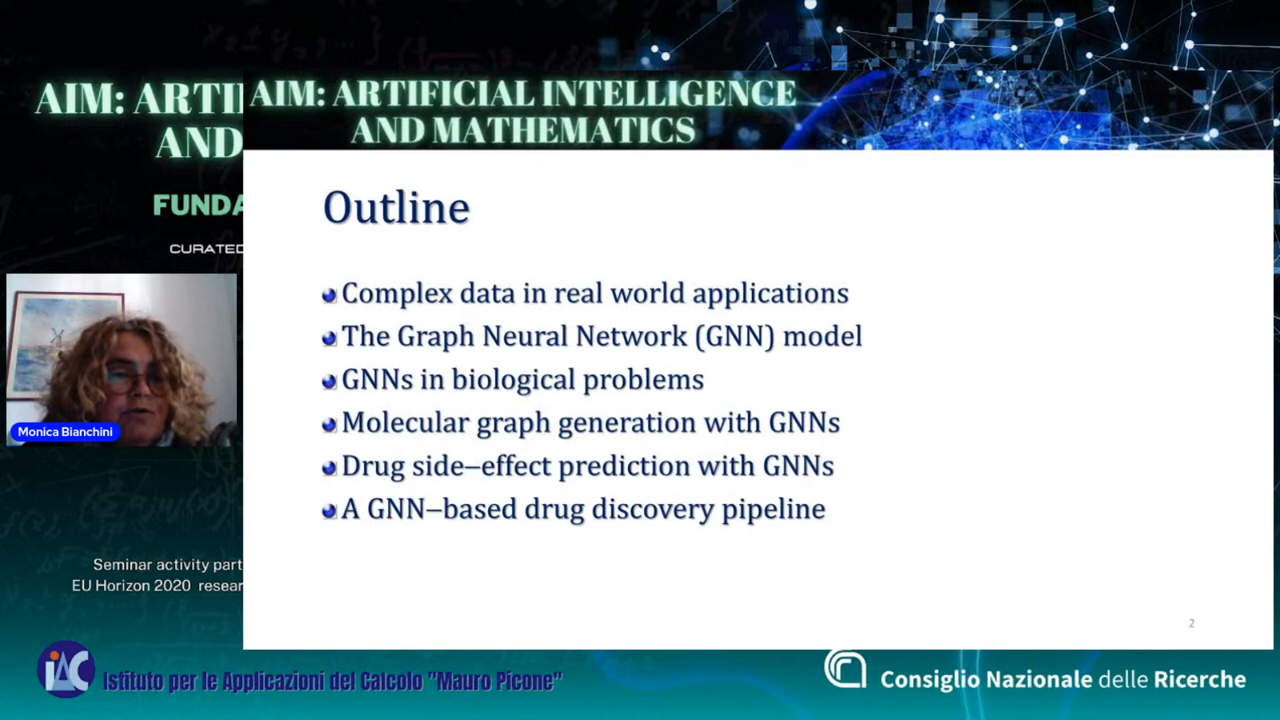 AIM: ARTI
AND
FUNDA
CURATED
AIM: ARTIFICIAL INTELLIGENCE
AND MATHEMATICS
Outline
Complex data in real world applications
The Graph Neural Network (GNN) model
GNNs in biological problems
Molecular graph generation with GNNs
Drug side–effect prediction with GNNs
A GNN–based drug discovery pipeline
2
Monica Bianchini
Seminar activity part
EU Horizon 2020 resear
iAC
Istituto per le Applicazioni del Calcolo "Mauro Picone"
Consiglio Nazionale delle Ricerche